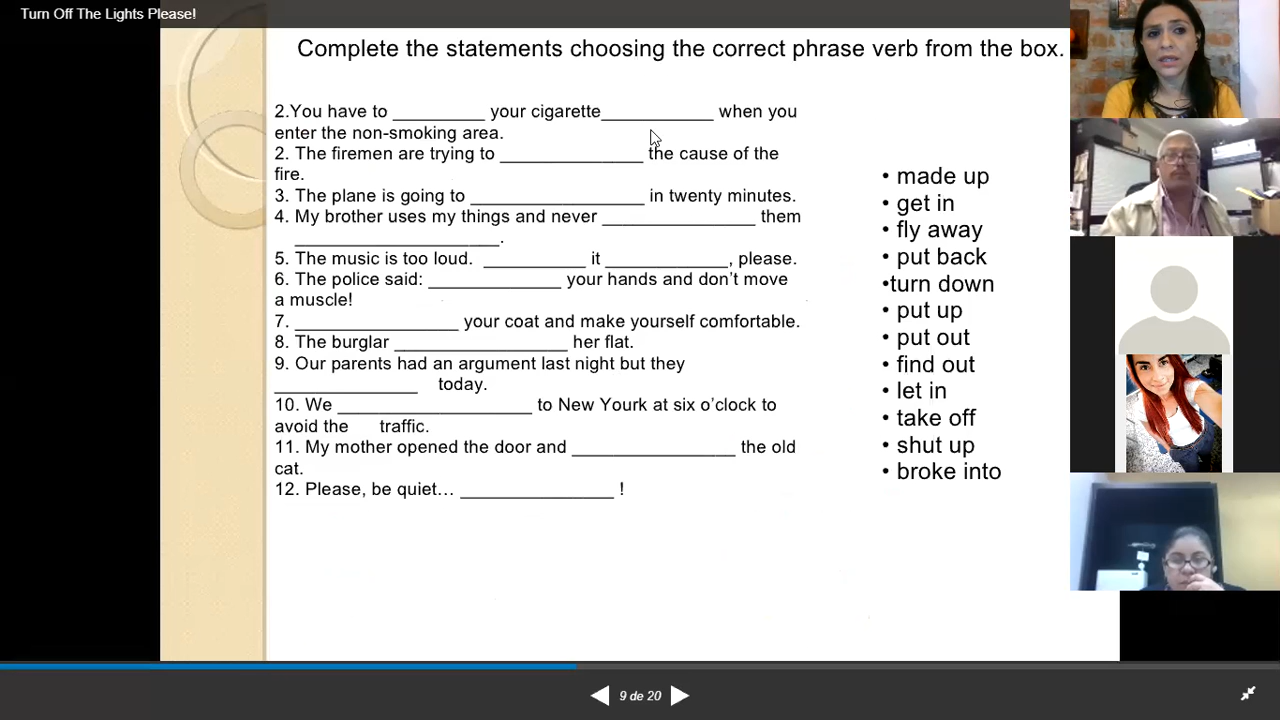 Turn Off The Lights Please!
Complete the statements choosing the correct phrase verb from the box.
2.You have to _________ your cigarette___________ when you
enter the non-smoking area.
2. The firemen are trying to ______________ the cause of the
fire.
3. The plane is going to _________________ in twenty minutes.
4. My brother uses my things and never _______________ them
____________________.
5. The music is too loud. __________ it ____________, please.
6. The police said: _____________ your hands and don’t move
a muscle!
7. ________________ your coat and make yourself comfortable.
8. The burglar _________________ her flat.
9. Our parents had an argument last night but they
______________ today.
10. We ___________________ to New Yourk at six o’clock to
avoid the traffic.
11. My mother opened the door and ________________ the old
cat.
12. Please, be quiet… _______________ !
• made up
• get in
• fly away
• put back
•turn down
• put up
• put out
• find out
• let in
• take off
• shut up
• broke into
9 de 20